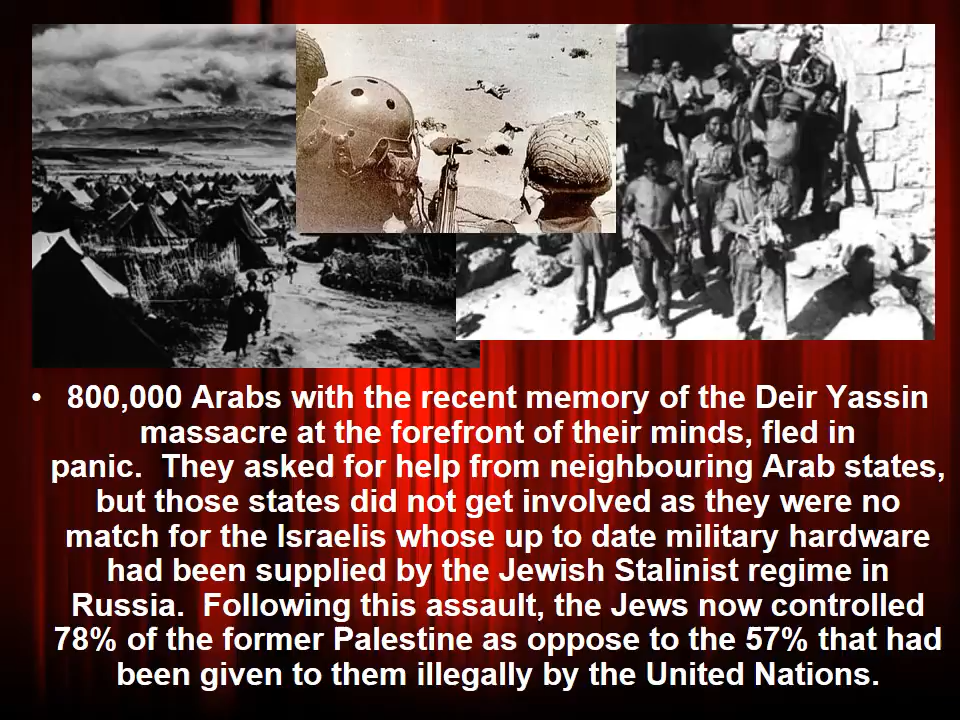 • 800,000 Arabs with the recent memory of the Deir Yassin
massacre at the forefront of their minds, fled in
panic.  They asked for help from neighbouring Arab states,
but those states did not get involved as they were no
match for the Israelis whose up to date military hardware
had been supplied by the Jewish Stalinist regime in
Russia.  Following this assault, the Jews now controlled
78% of the former Palestine as oppose to the 57% that had
been given to them illegally by the United Nations.